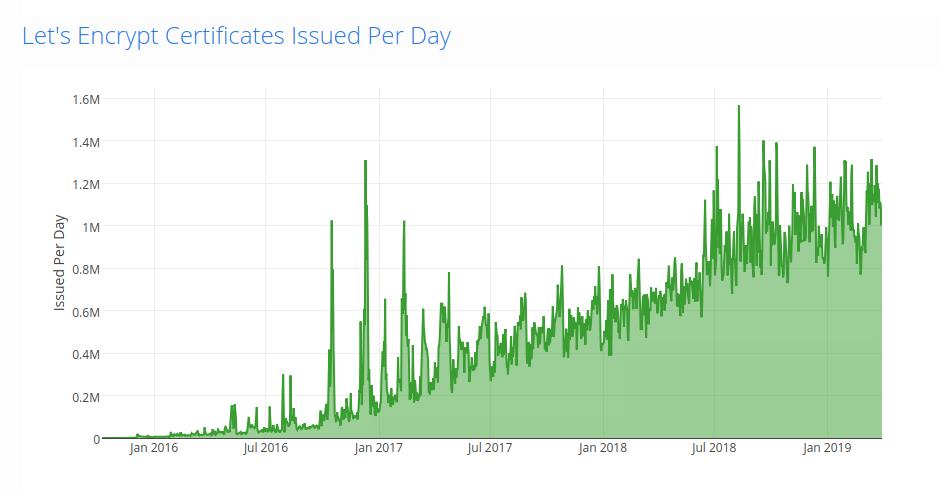 Let's Encrypt Certificates Issued Per Day
1.6M
1.4M
1.2M
1M
0.8M
0.6M
0.4M
0.2M
0
Issued Per Day
Jan 2016 Jul 2016 Jan 2017 Jul 2017 Jan 2018 Jul 2018 Jan 2019